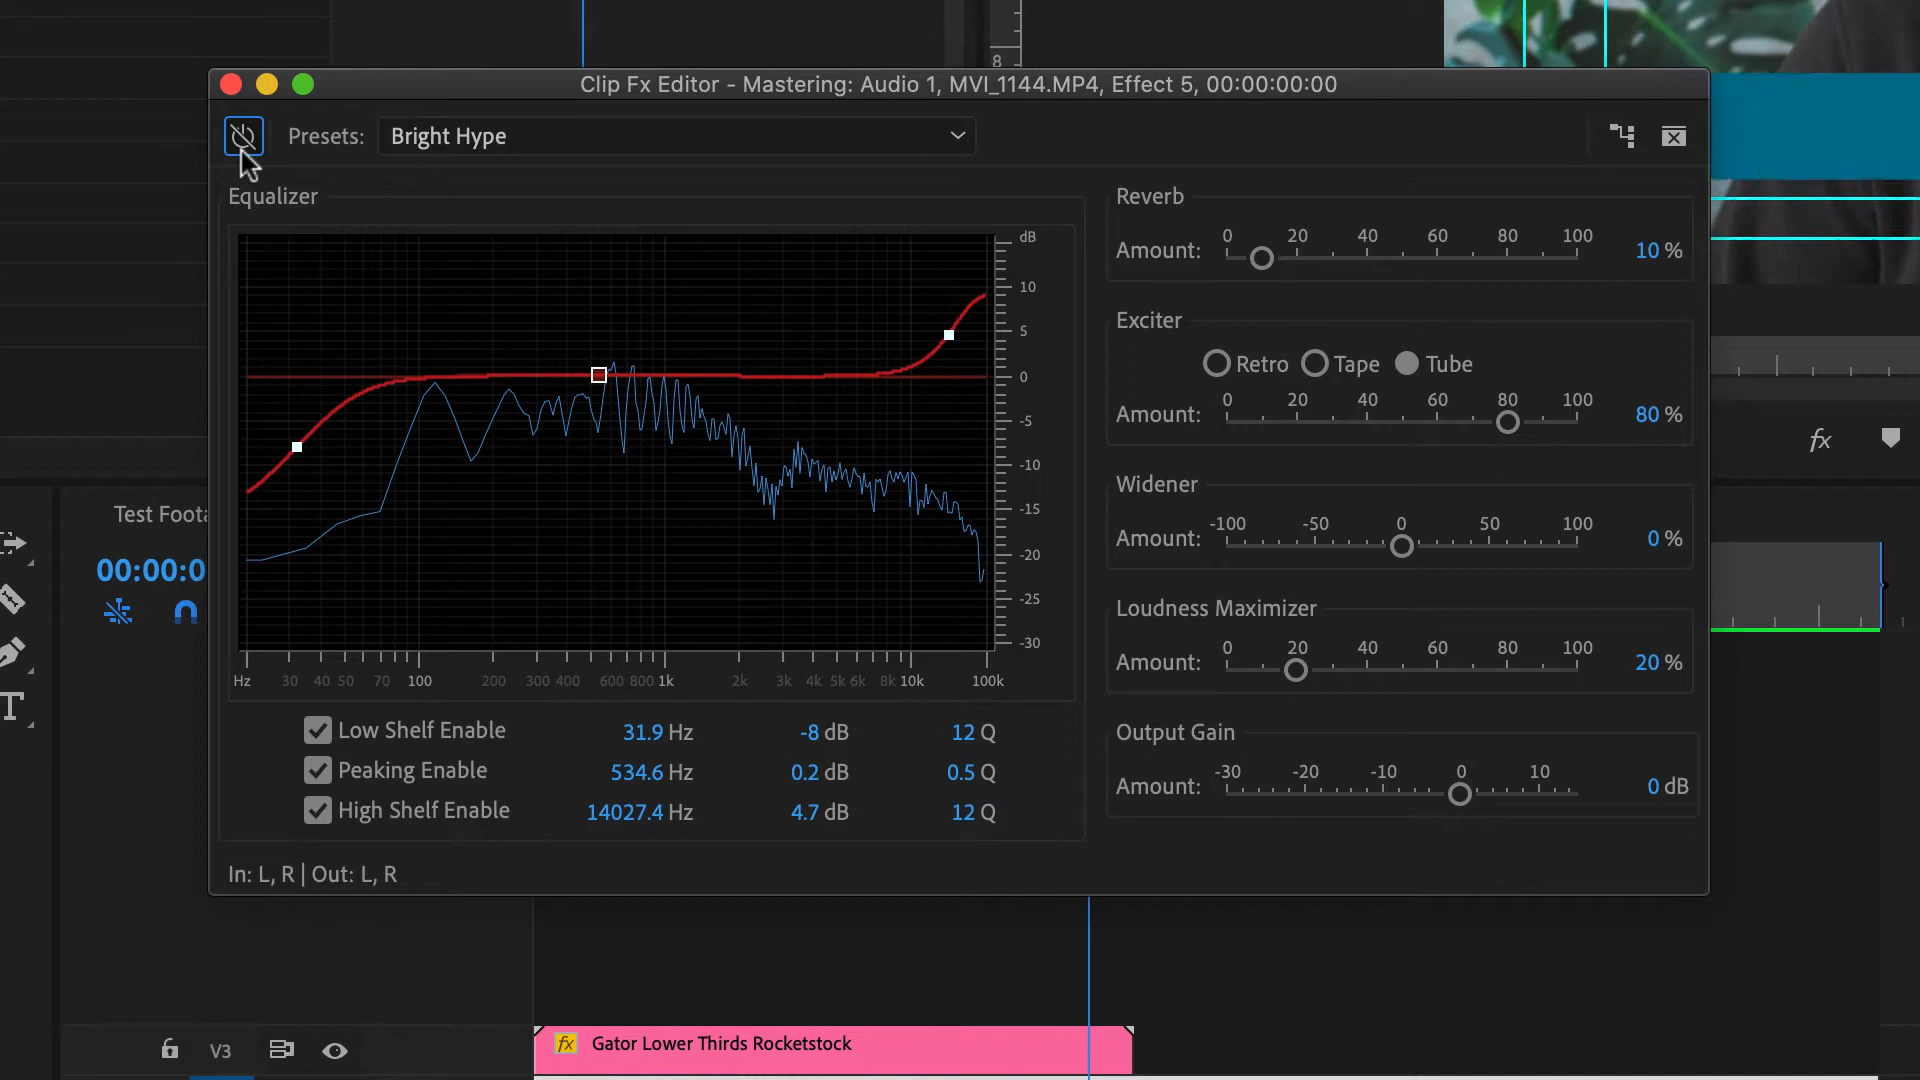 8
Clip Fx Editor - Mastering: Audio 1, MVI_1144.MP4, Effect 5, 00:00:00:00
Presets: Bright Hype
Equalizer
dB
10
5
0
-5
-10
-15
-20
-25
-30
Hz 30 40 50 70 100 200 300 400 600 800 1k 2k 3k 4k 5k 6k 8k 10k 100k
Low Shelf Enable 31.9 Hz -8 dB 12 Q
Peaking Enable 534.6 Hz 0.2 dB 0.5 Q
High Shelf Enable 14027.4 Hz 4.7 dB 12 Q
In: L, R | Out: L, R
Reverb
0 20 40 60 80 100
Amount: 10 %
Exciter
Retro Tape Tube
0 20 40 60 80 100
Amount: 80 %
Widener
-100 -50 0 50 100
Amount: 0 %
Loudness Maximizer
0 20 40 60 80 100
Amount: 20 %
Output Gain
-30 -20 -10 0 10
Amount: 0 dB
fx
Test Foota
00:00:0
T
V3
fx Gator Lower Thirds Rocketstock